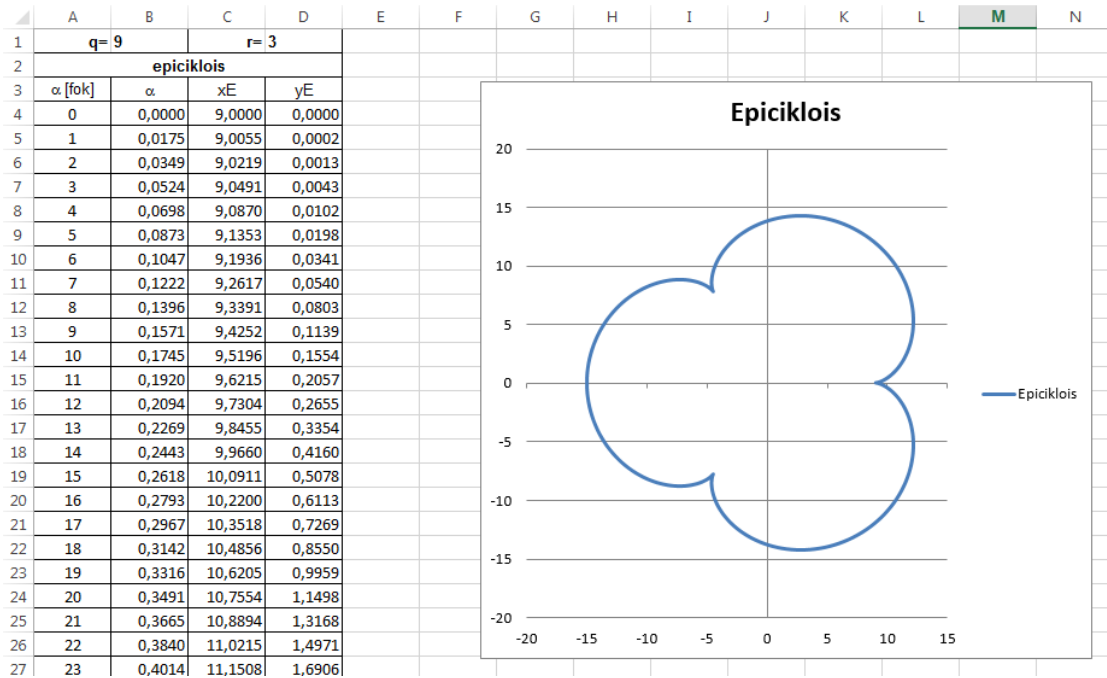 A B C D E F G H I J K L M N
1 q= 9 r= 3
2 epiciklois
3 α [fok] α xE yE
4 0 0,0000 9,0000 0,0000
5 1 0,0175 9,0055 0,0002
6 2 0,0349 9,0219 0,0013
7 3 0,0524 9,0491 0,0043
8 4 0,0698 9,0870 0,0102
9 5 0,0873 9,1353 0,0198
10 6 0,1047 9,1936 0,0341
11 7 0,1222 9,2617 0,0540
12 8 0,1396 9,3391 0,0803
13 9 0,1571 9,4252 0,1139
14 10 0,1745 9,5196 0,1554
15 11 0,1920 9,6215 0,2057
16 12 0,2094 9,7304 0,2655
17 13 0,2269 9,8455 0,3354
18 14 0,2443 9,9660 0,4160
19 15 0,2618 10,0911 0,5078
20 16 0,2793 10,2200 0,6113
21 17 0,2967 10,3518 0,7269
22 18 0,3142 10,4856 0,8550
23 19 0,3316 10,6205 0,9959
24 20 0,3491 10,7554 1,1498
25 21 0,3665 10,8894 1,3168
26 22 0,3840 11,0215 1,4971
27 23 0,4014 11,1508 1,6906
Epiciklois
20
15
10
5
0
-5
-10
-15
-20
-20 -15 -10 -5 0 5 10 15
Epiciklois